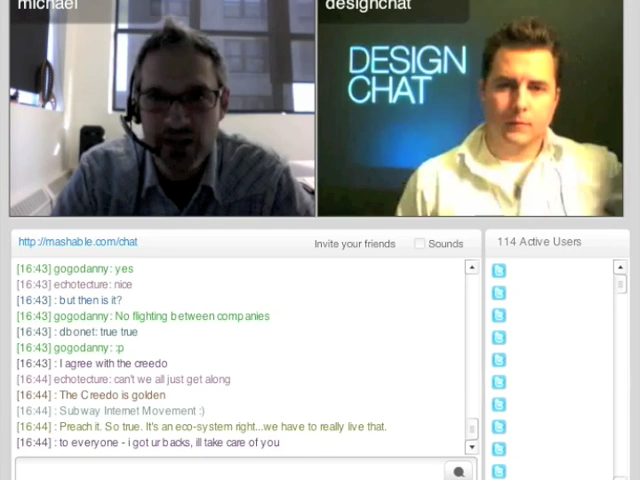 michael
designchat
DESIGN
CHAT
http://mashable.com/chat
Invite your friends
Sounds
114 Active Users
[16:43] gogodanny: yes
[16:43] echotecture: nice
[16:43] : but then is it?
[16:43] gogodanny: No flighting between companies
[16:43] : dbonet: true true
[16:43] gogodanny: :p
[16:43] : I agree with the creedo
[16:44] echotecture: can't we all just get along
[16:44] : The Creedo is golden
[16:44] : Subway Internet Movement :)
[16:44] : Preach it. So true. It's an eco-system right...we have to really live that.
[16:44] : to everyone - i got ur backs, ill take care of you